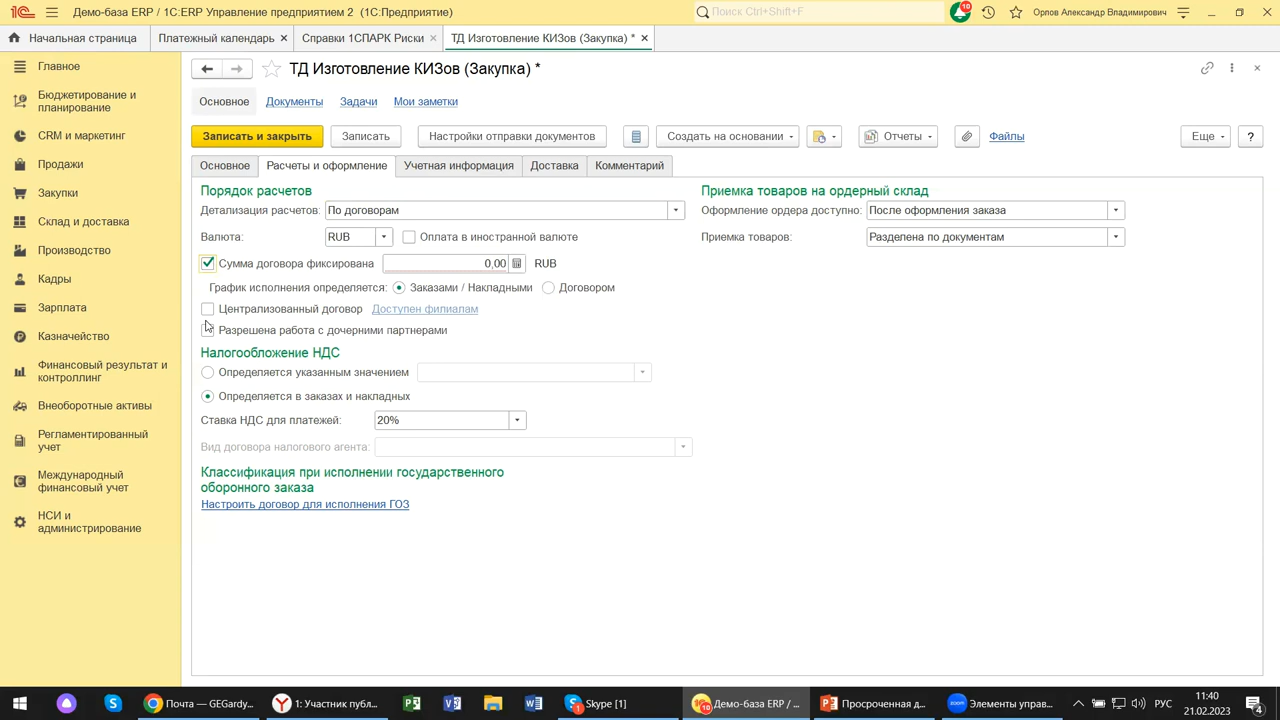 Демо-база ERP / 1С:ERP Управление предприятием 2 (1С:Предприятие)
Поиск Ctrl+Shift+F
10
Орлов Александр Владимирович
Начальная страница
Платежный календарь ×
Справки 1СПАРК Риски ×
ТД Изготовление КИЗов (Закупка) * ×
Главное
Бюджетирование и
планирование
CRM и маркетинг
Продажи
Закупки
Склад и доставка
Производство
Кадры
Зарплата
Казначейство
Финансовый результат и
контроллинг
Внеоборотные активы
Регламентированный
учет
Международный
финансовый учет
НСИ и
администрирование
ТД Изготовление КИЗов (Закупка) *
Основное Документы Задачи Мои заметки
Записать и закрыть Записать Настройки отправки документов Создать на основании Отчеты Файлы Еще ?
Основное Расчеты и оформление Учетная информация Доставка Комментарий
Порядок расчетов
Детализация расчетов: По договорам
Валюта: RUB Оплата в иностранной валюте
Сумма договора фиксирована 0,00 RUB
График исполнения определяется: Заказами / Накладными Договором
Централизованный договор Доступен филиалам
Разрешена работа с дочерними партнерами
Налогообложение НДС
Определяется указанным значением
Определяется в заказах и накладных
Ставка НДС для платежей: 20%
Вид договора налогового агента:
Классификация при исполнении государственного
оборонного заказа
Настроить договор для исполнения ГОЗ
Приемка товаров на ордерный склад
Оформление ордера доступно: После оформления заказа
Приемка товаров: Разделена по документам
Почта — GEGardy...
1: Участник публ...
Skype [1]
Демо-база ERP / ...
10
Просроченная д...
Элементы управ...
РУС
11:40
21.02.2023
4